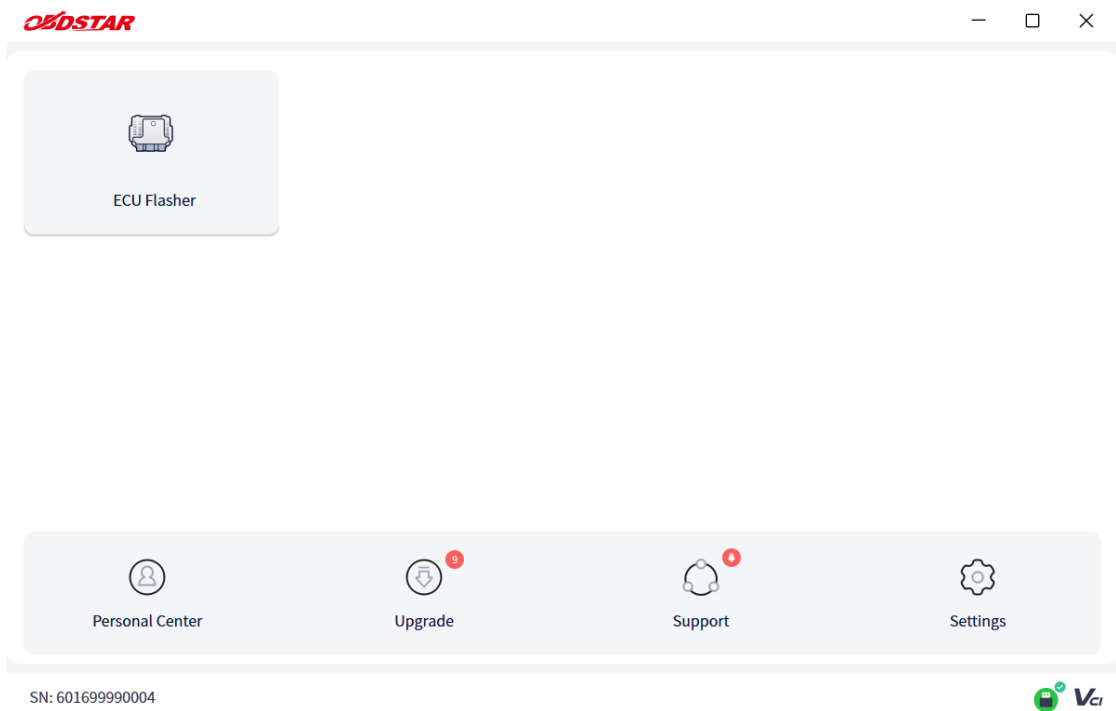 OBDSTAR
ECU Flasher
9
Personal Center
Upgrade
Support
Settings
SN: 601699990004
VCI